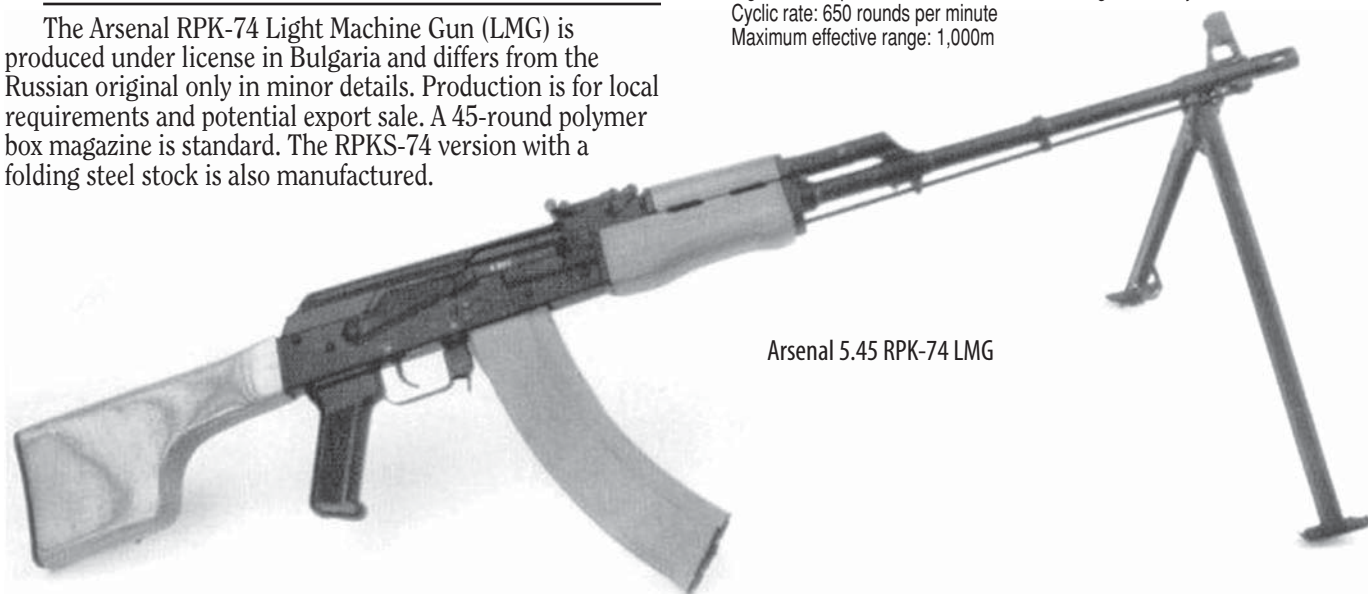 The Arsenal RPK-74 Light Machine Gun (LMG) is
produced under license in Bulgaria and differs from the
Russian original only in minor details. Production is for local
requirements and potential export sale. A 45-round polymer
box magazine is standard. The RPKS-74 version with a
folding steel stock is also manufactured.
Cyclic rate: 650 rounds per minute
Maximum effective range: 1,000m
Arsenal 5.45 RPK-74 LMG